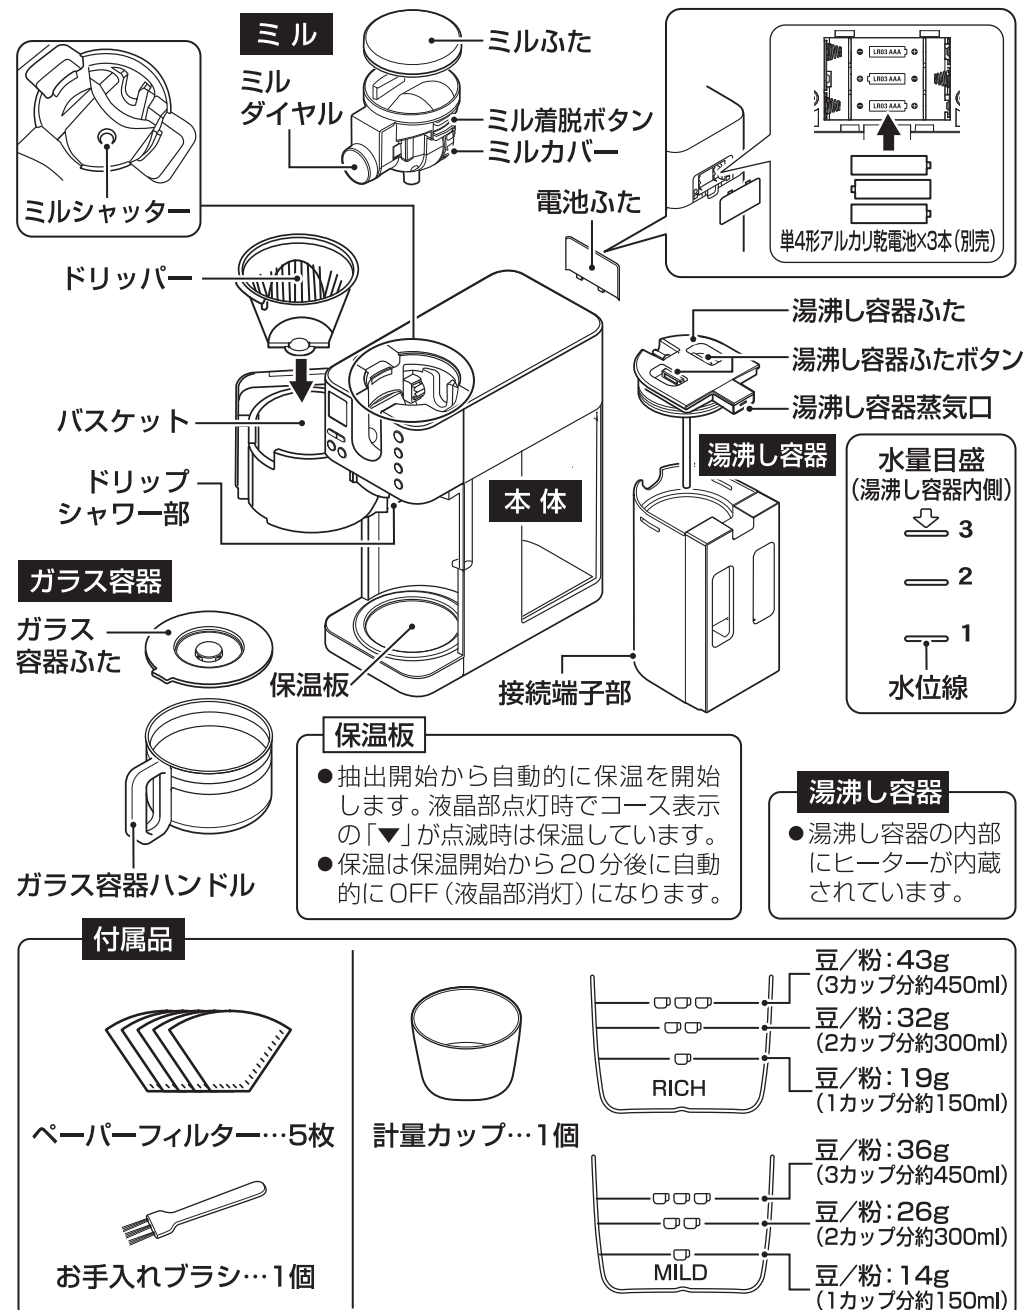 ミル
ミルふた
ミル
ダイヤル
ミル着脱ボタン
ミルカバー
ミルシャッター
LR03 AAA
LR03 AAA
LR03 AAA
単4形アルカリ乾電池×3本(別売)
電池ふた
ドリッパー
バスケット
ドリップ
シャワー部
本体
湯沸し容器ふた
湯沸し容器ふたボタン
湯沸し容器蒸気口
湯沸し容器
水量目盛
(湯沸し容器内側)
3
2
1
水位線
ガラス容器
ガラス
容器ふた
保温板
接続端子部
ガラス容器ハンドル
保温板
●抽出開始から自動的に保温を開始
します。液晶部点灯時でコース表示
の「▼」が点滅時は保温しています。
●保温は保温開始から20分後に自動
的にOFF(液晶部消灯)になります。
湯沸し容器
●湯沸し容器の内部
にヒーターが内蔵
されています。
付属品
ペーパーフィルター…5枚
お手入れブラシ…1個
計量カップ…1個
豆/粉:43g
(3カップ分約450ml)
豆/粉:32g
(2カップ分約300ml)
豆/粉:19g
(1カップ分約150ml)
RICH
豆/粉:36g
(3カップ分約450ml)
豆/粉:26g
(2カップ分約300ml)
豆/粉:14g
(1カップ分約150ml)
MILD